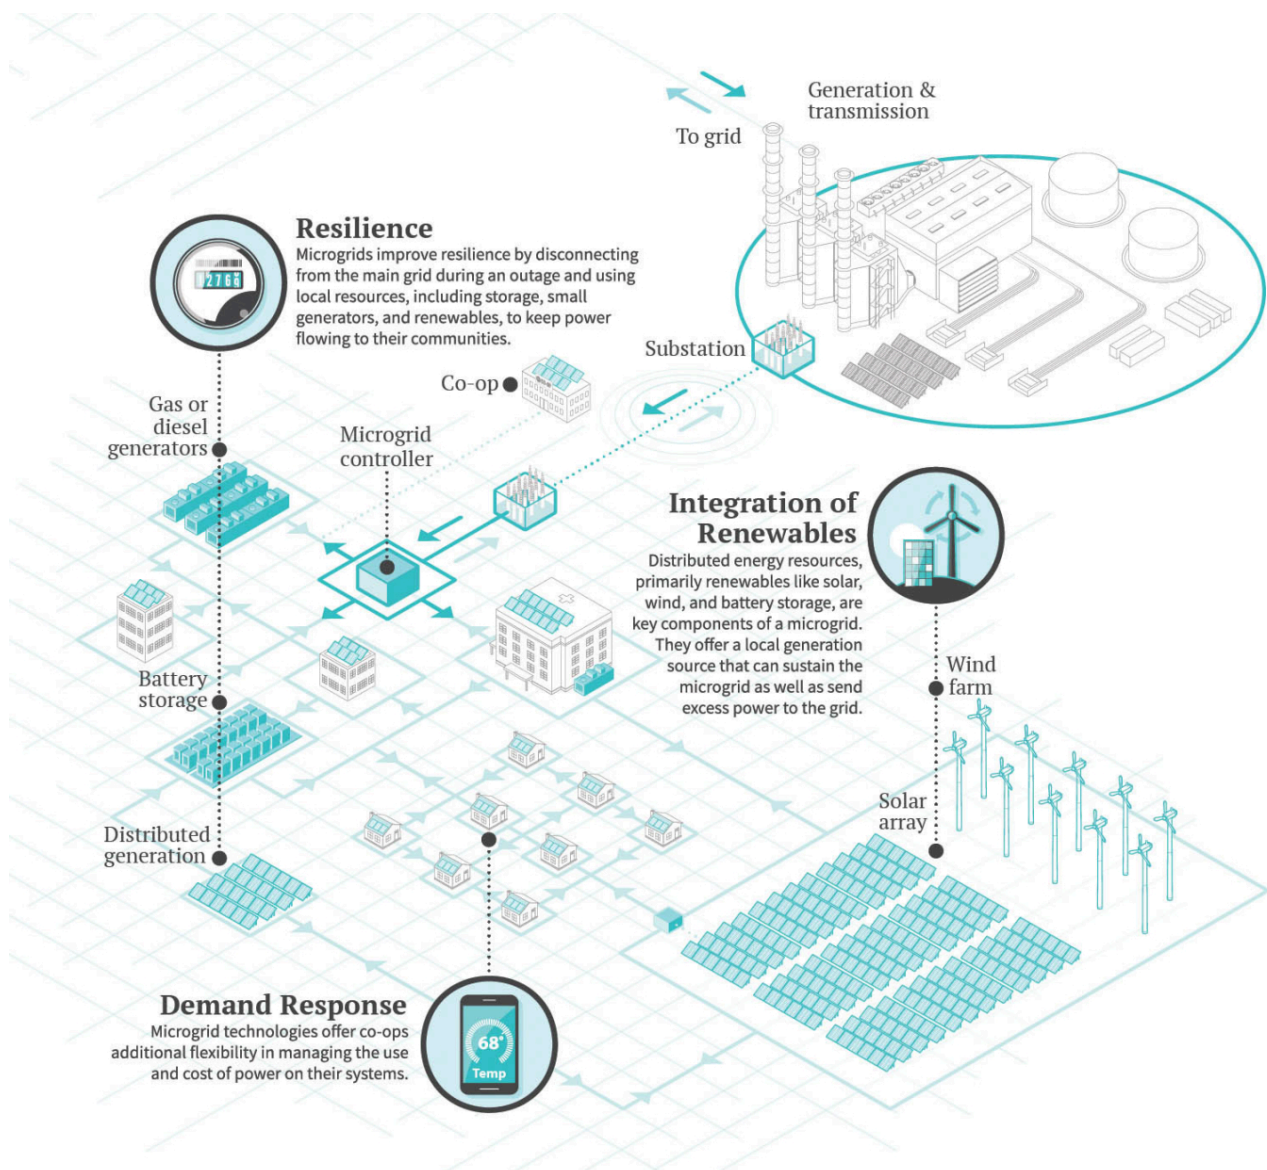 Generation &
transmission
To grid
Resilience
Microgrids improve resilience by disconnecting
from the main grid during an outage and using
local resources, including storage, small
generators, and renewables, to keep power
flowing to their communities.
Substation
Co-op
Gas or
diesel
generators
Microgrid
controller
Integration of
Renewables
Distributed energy resources,
primarily renewables like solar,
wind, and battery storage, are
key components of a microgrid.
They offer a local generation
source that can sustain the
microgrid as well as send
excess power to the grid.
Battery
storage
Wind
farm
Solar
array
Distributed
generation
Demand Response
Microgrid technologies offer co-ops
additional flexibility in managing the use
and cost of power on their systems.
68°
Temp